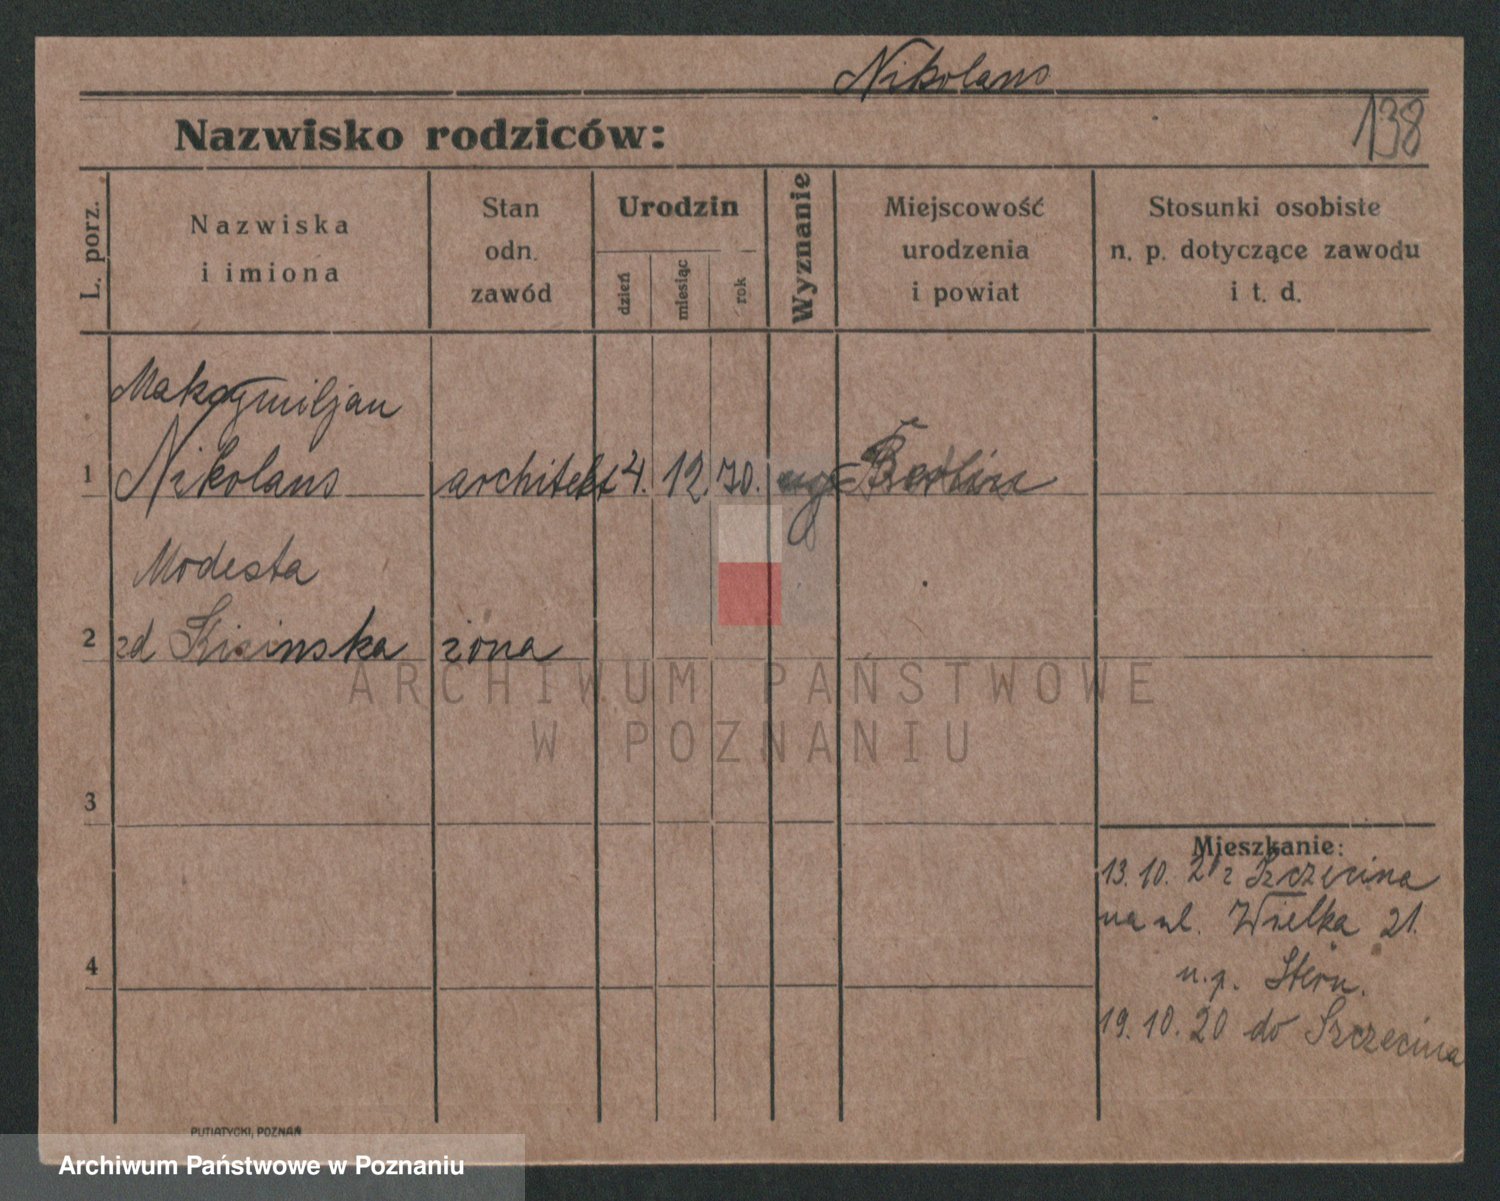 Nikolaus
138
Nazwisko rodziców:
L. porz.
Nazwiska
i imiona
Stan
odn.
zawód
Urodzin
dzień
miesiąc
rok
Wyznanie
Miejscowość
urodzenia
i powiat
Stosunki osobiste
n. p. dotyczące zawodu
i t. d.
Maksymiljan
1 Nikolaus architekt 4. 12. 70. Berlin
Modesta
2 zd żona
3
4
Mieszkanie:
13. 10. z Szczecina
na ul. Wielka 21.
u. p. Stern.
19. 10. 20 do Szczecina
PUTIATYCKI, POZNAŃ
ARCHIWUM PAŃSTWOWE
W POZNANIU
Archiwum Państwowe w Poznaniu